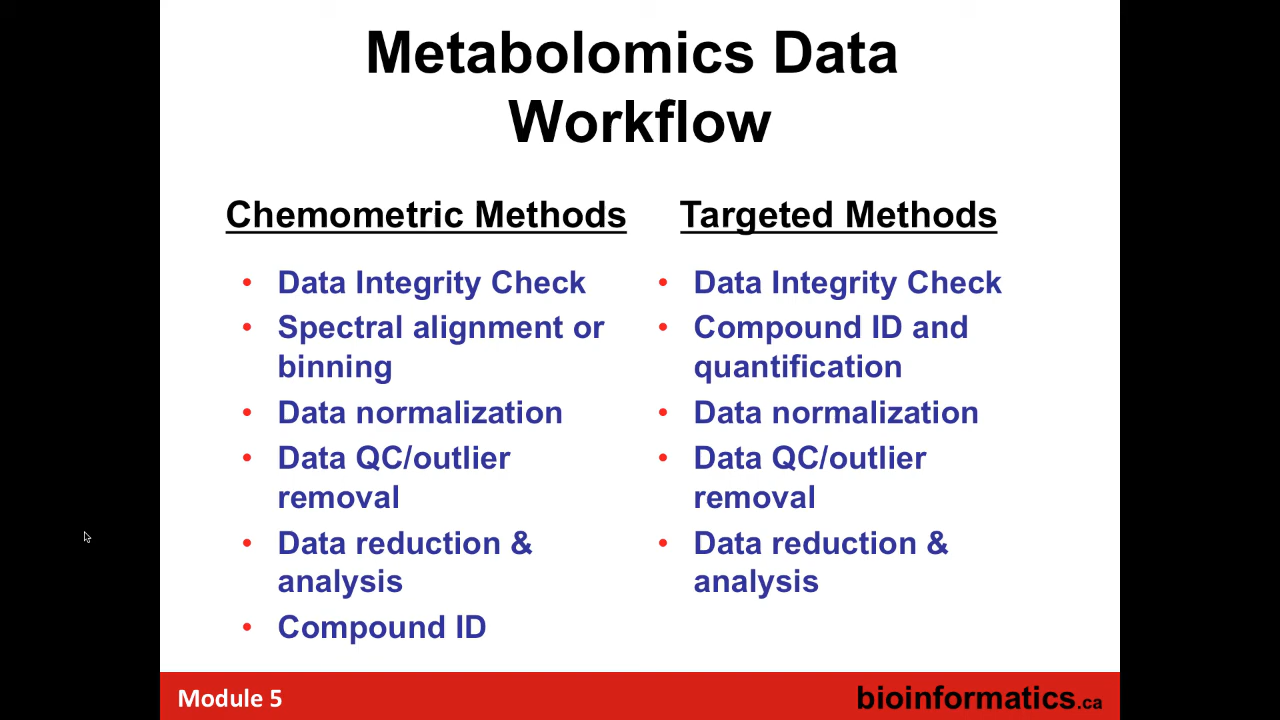 Metabolomics Data
Workflow
Chemometric Methods
• Data Integrity Check
• Spectral alignment or
binning
• Data normalization
• Data QC/outlier
removal
• Data reduction &
analysis
• Compound ID
Targeted Methods
• Data Integrity Check
• Compound ID and
quantification
• Data normalization
• Data QC/outlier
removal
• Data reduction &
analysis
Module 5
bioinformatics.ca